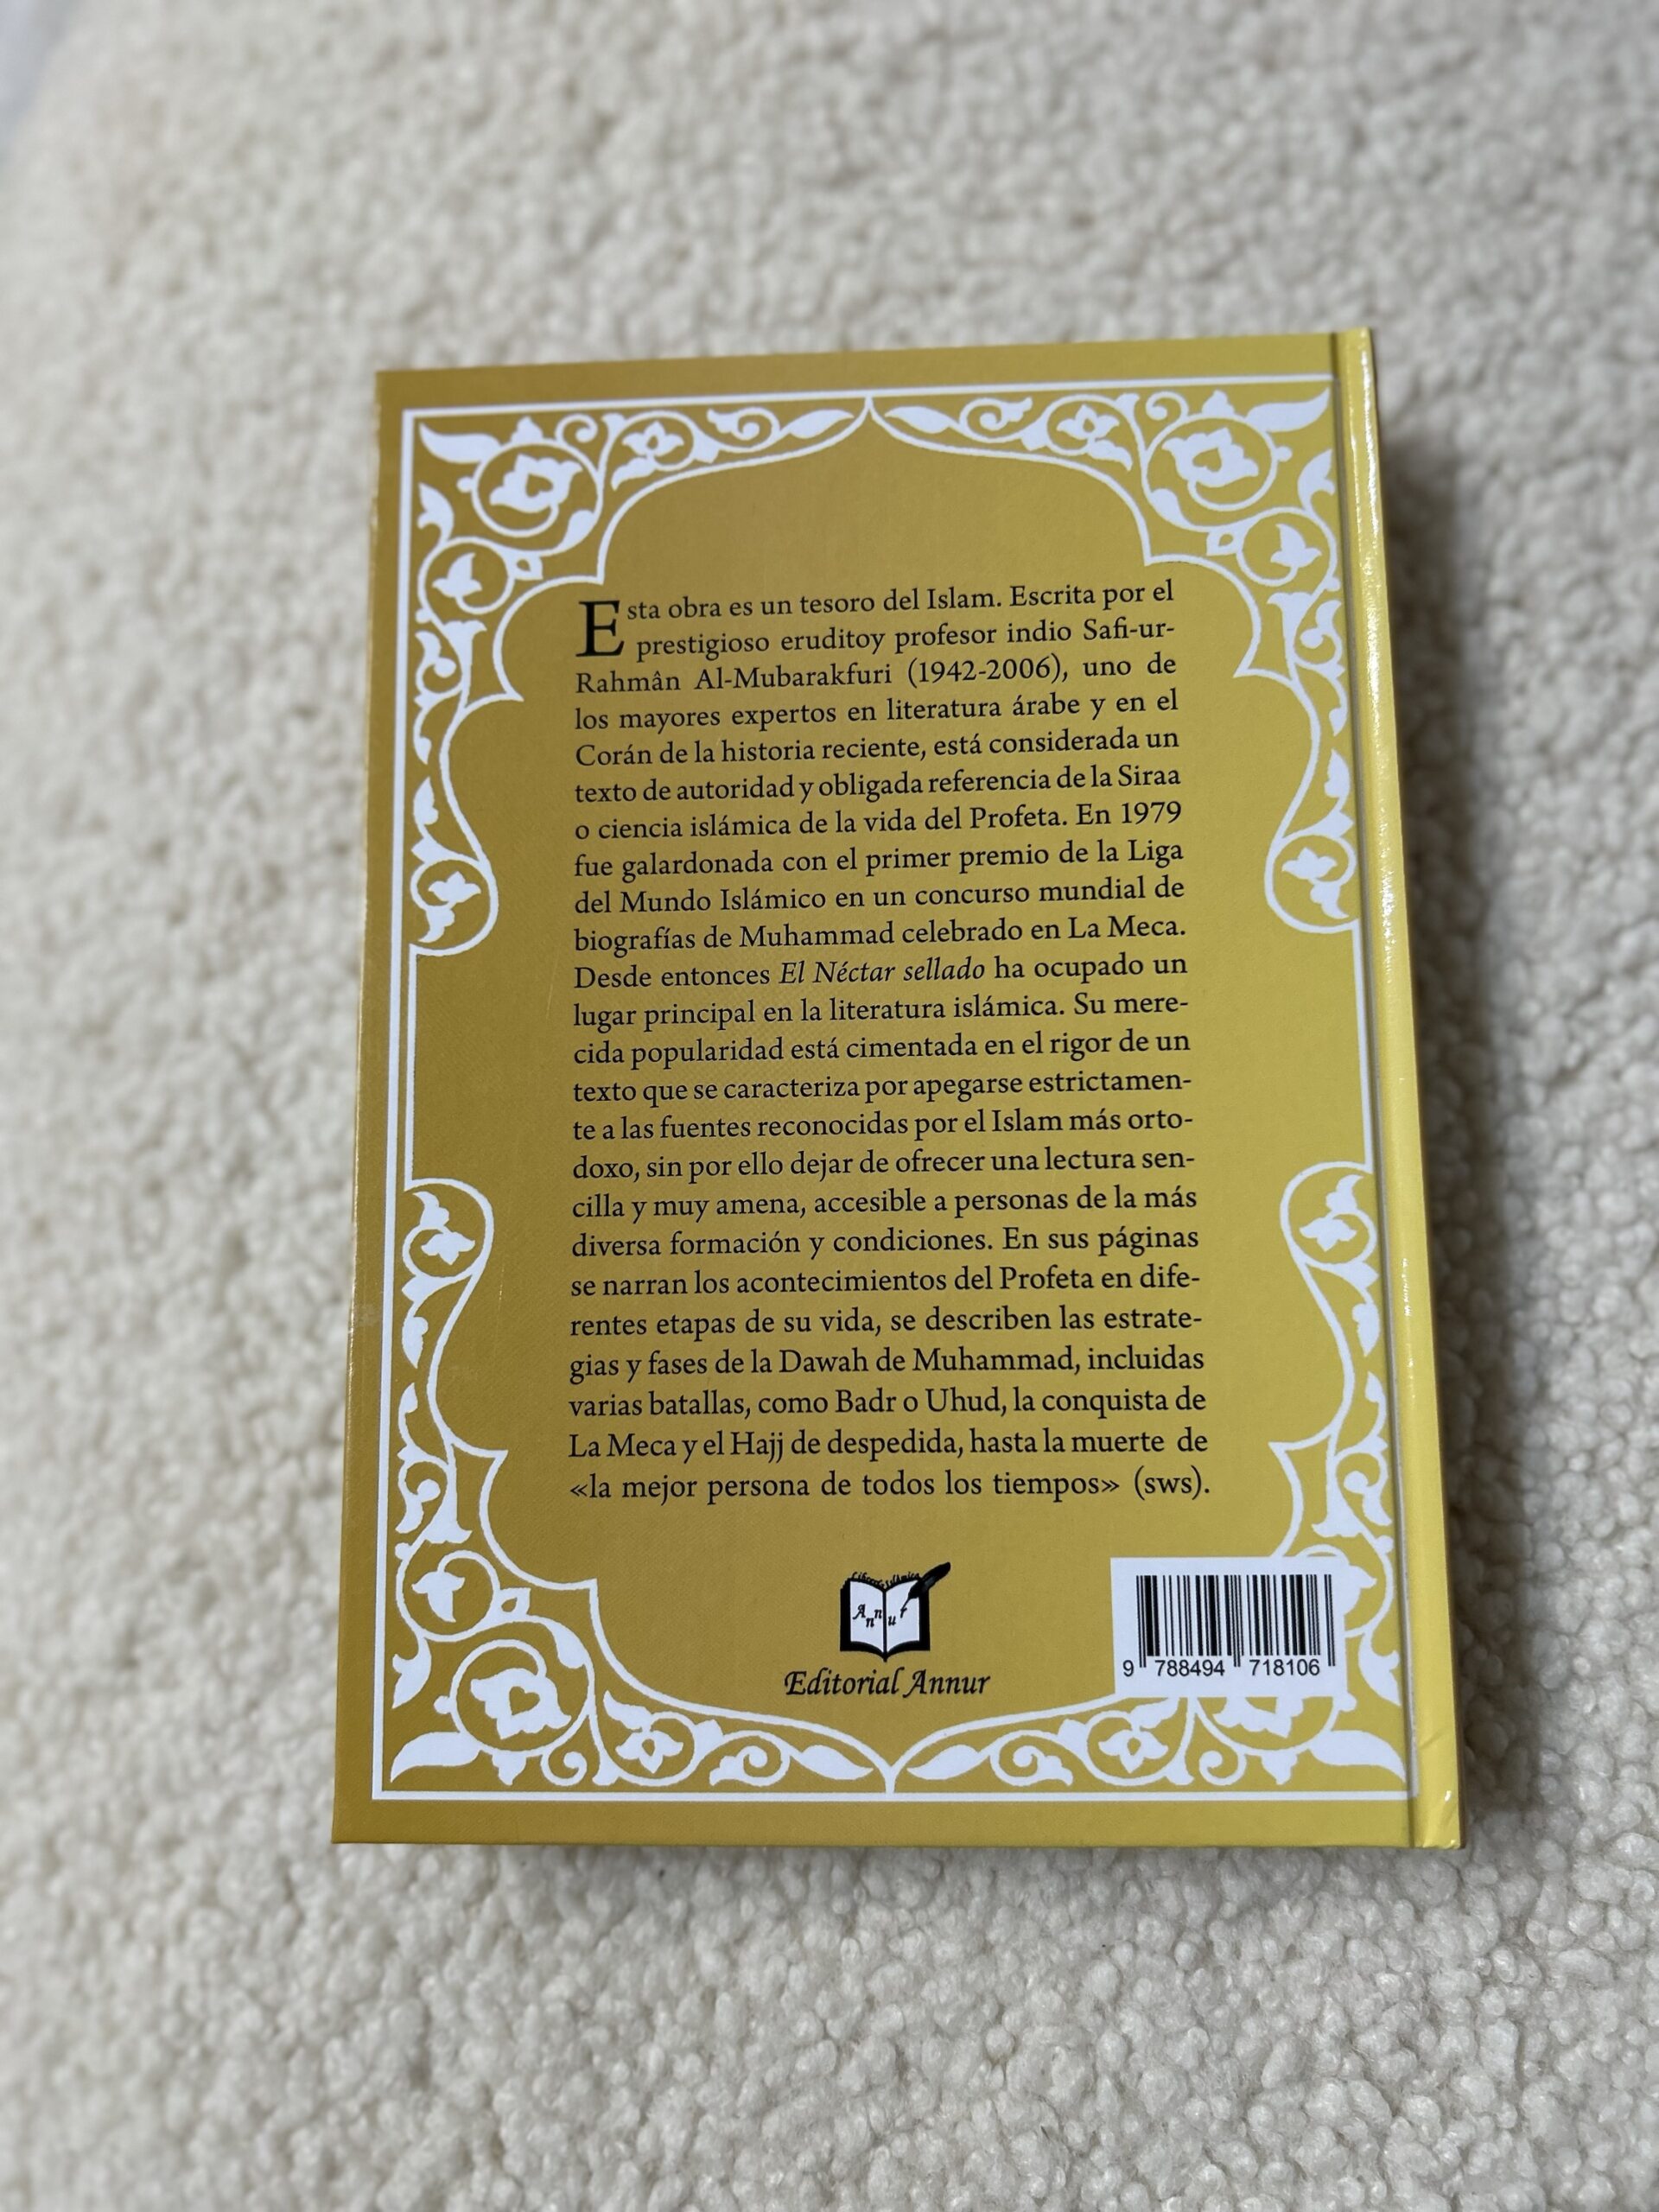 Esta obra es un tesoro del Islam. Escrita por el
prestigioso eruditoy profesor indio Safi-ur-
Rahmân Al-Mubarakfuri (1942-2006), uno de
los mayores expertos en literatura árabe y en el
Corán de la historia reciente, está considerada un
texto de autoridad y obligada referencia de la Siraa
o ciencia islámica de la vida del Profeta. En 1979
fue galardonada con el primer premio de la Liga
del Mundo Islámico en un concurso mundial de
biografías de Muhammad celebrado en La Meca.
Desde entonces El Néctar sellado ha ocupado un
lugar principal en la literatura islámica. Su mere-
cida popularidad está cimentada en el rigor de un
texto que se caracteriza por apegarse estrictamen-
te a las fuentes reconocidas por el Islam más orto-
doxo, sin por ello dejar de ofrecer una lectura sen-
cilla y muy amena, accesible a personas de la más
diversa formación y condiciones. En sus páginas
se narran los acontecimientos del Profeta en dife-
rentes etapas de su vida, se describen las estrate-
gias y fases de la Dawah de Muhammad, incluidas
varias batallas, como Badr o Uhud, la conquista de
La Meca y el Hajj de despedida, hasta la muerte de
«la mejor persona de todos los tiempos» (sws).
Annur
Editorial Annur
9 788494 718106